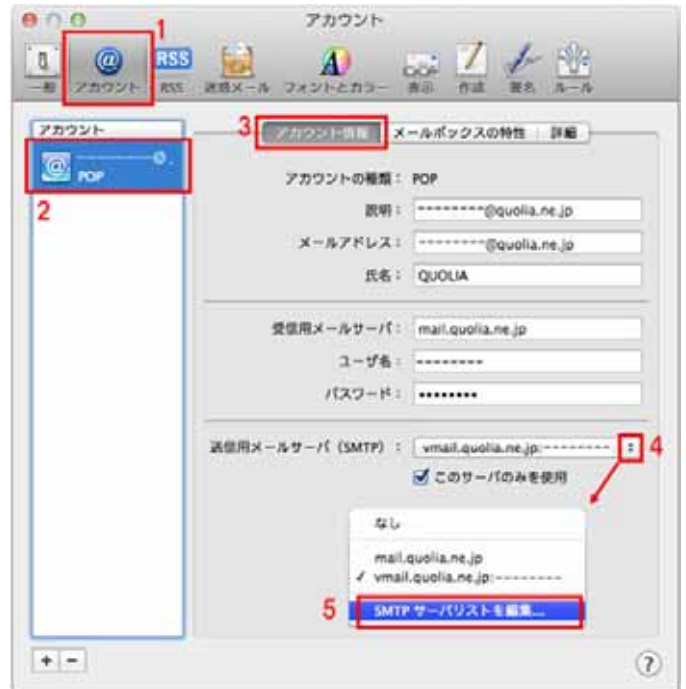 アカウント
1
一般 アカウント RSS 迷惑メール フォントとカラー 表示 作成 署名 ルール
RSS
アカウント
3 アカウント情報 メールボックスの特性 詳細
--------@.
POP
2
アカウントの種類： POP
説明： --------@quolia.ne.jp
メールアドレス： --------@quolia.ne.jp
氏名： QUOLIA
受信用メールサーバ： mail.quolia.ne.jp
ユーザ名： --------
パスワード： ••••••••
送信用メールサーバ（SMTP）： vmail.quolia.ne.jp:-------- 4
✓ このサーバのみを使用
なし
mail.quolia.ne.jp
✓ vmail.quolia.ne.jp:--------
5 SMTP サーバリストを編集...
+ - ?